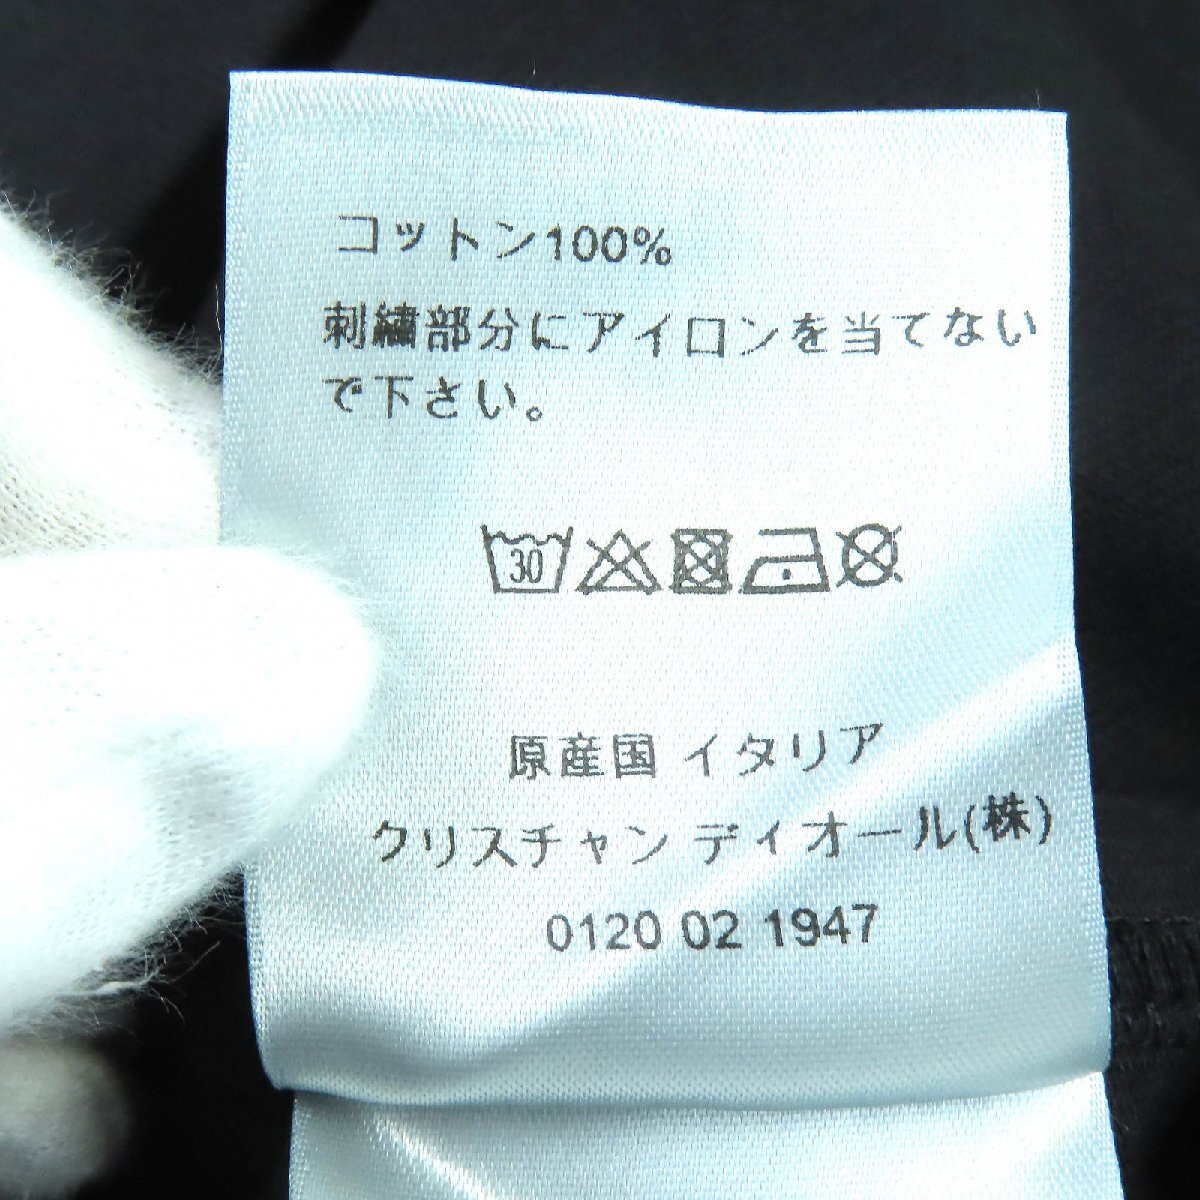 コットン100%
刺繍部分にアイロンを当てない
で下さい。
30
原産国 イタリア
クリスチャン ディオール(株)
0120 02 1947